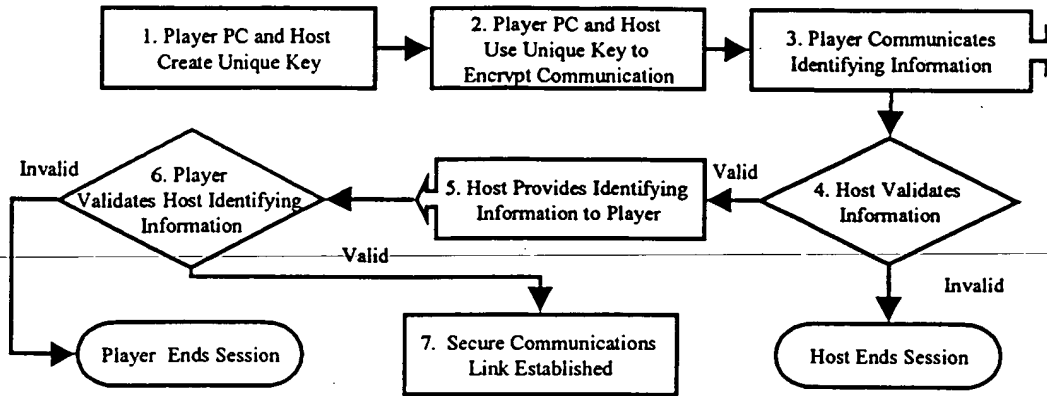 1. Player PC and Host
Create Unique Key
2. Player PC and Host
Use Unique Key to
Encrypt Communication
3. Player Communicates
Identifying Information
4. Host Validates
Information
Valid
Invalid
5. Host Provides Identifying
Information to Player
6. Player
Validates Host Identifying
Information
Invalid
Valid
7. Secure Communications
Link Established
Player Ends Session
Host Ends Session